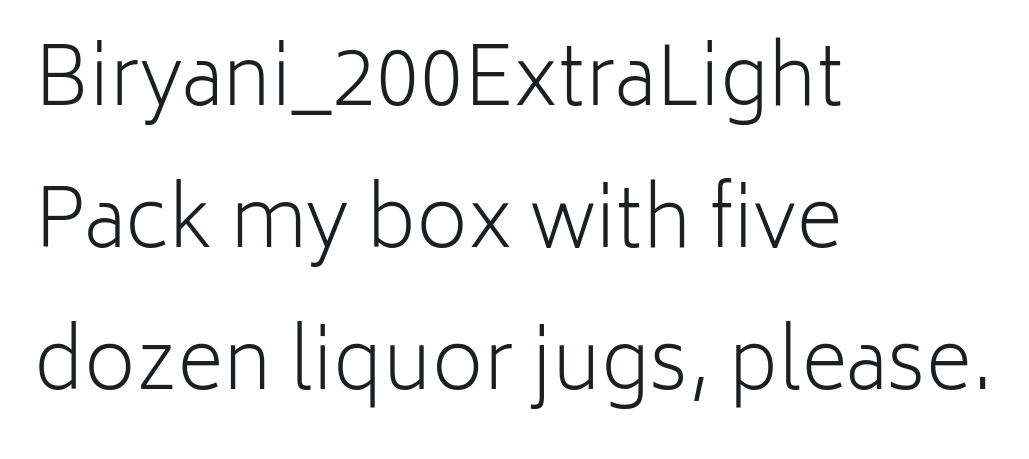 Biryani_200ExtraLight
Pack my box with five
dozen liquor jugs, please.